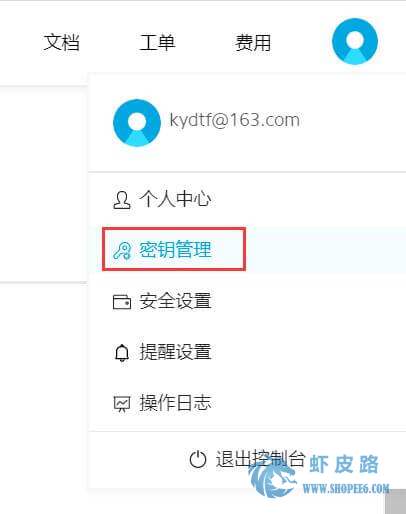 文档 工单 费用
kydtf@163.com
个人中心
密钥管理
安全设置
提醒设置
操作日志
退出控制台
虾皮路
WWW.SHOPEE6.COM